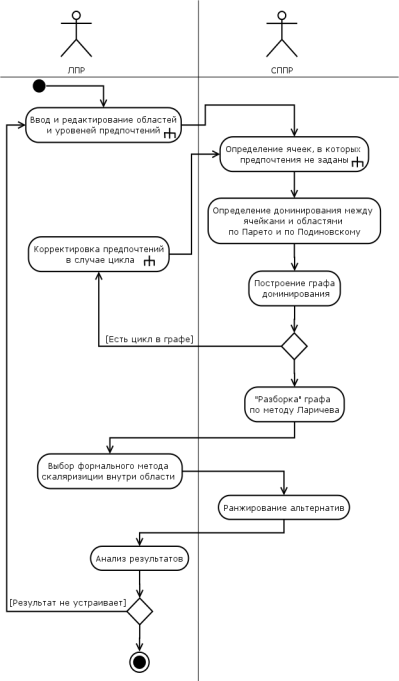 ЛПР
СППР
Ввод и редактирование областей
и уровеней предпочтений
Определение ячеек, в которых
предпочтения не заданы
Определение доминирования между
ячейками и областями
по Парето и по Подиновскому
Корректировка предпочтений
в случае цикла
Построение графа
доминирования
[Есть цикл в графе]
"Разборка" графа
по методу Ларичева
Выбор формального метода
скаляризиции внутри области
Ранжирование альтернатив
Анализ результатов
[Результат не устраивает]